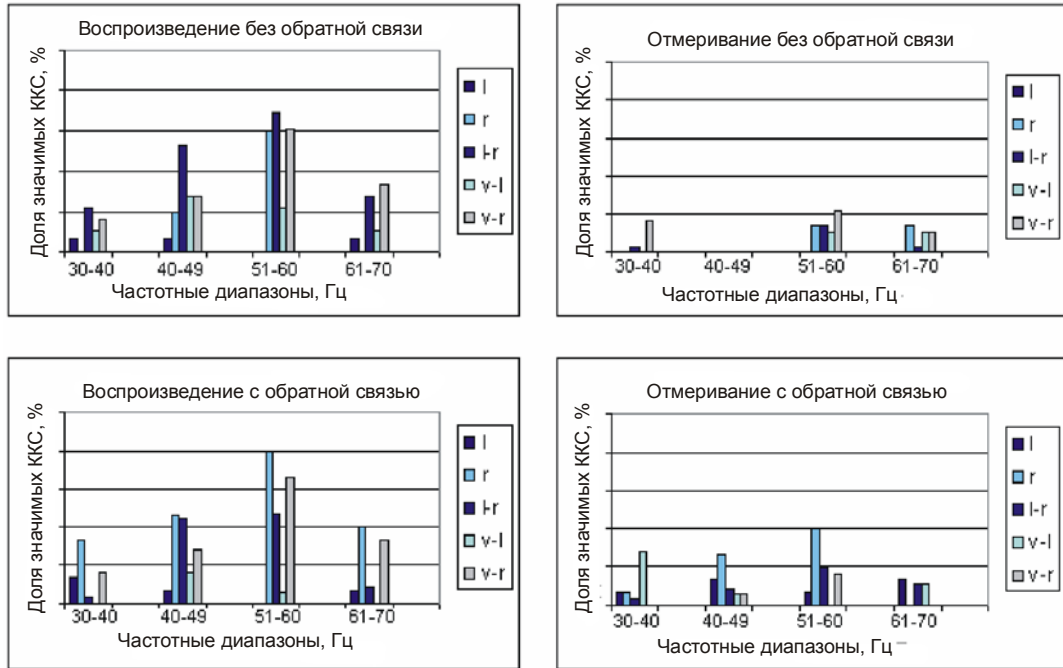 Воспроизведение без обратной связи
Доля значимых ККС, %
l
r
l-r
v-l
v-r
30-40
40-49
51-60
61-70
Частотные диапазоны, Гц
Отмеривание без обратной связи
Доля значимых ККС, %
l
r
l-r
v-l
v-r
30-40
40-49
51-60
61-70
Частотные диапазоны, Гц
Воспроизведение с обратной связью
Доля значимых ККС, %
l
r
l-r
v-l
v-r
30-40
40-49
51-60
61-70
Частотные диапазоны, Гц
Отмеривание с обратной связью
Доля значимых ККС, %
l
r
l-r
v-l
v-r
30-40
40-49
51-60
61-70
Частотные диапазоны, Гц